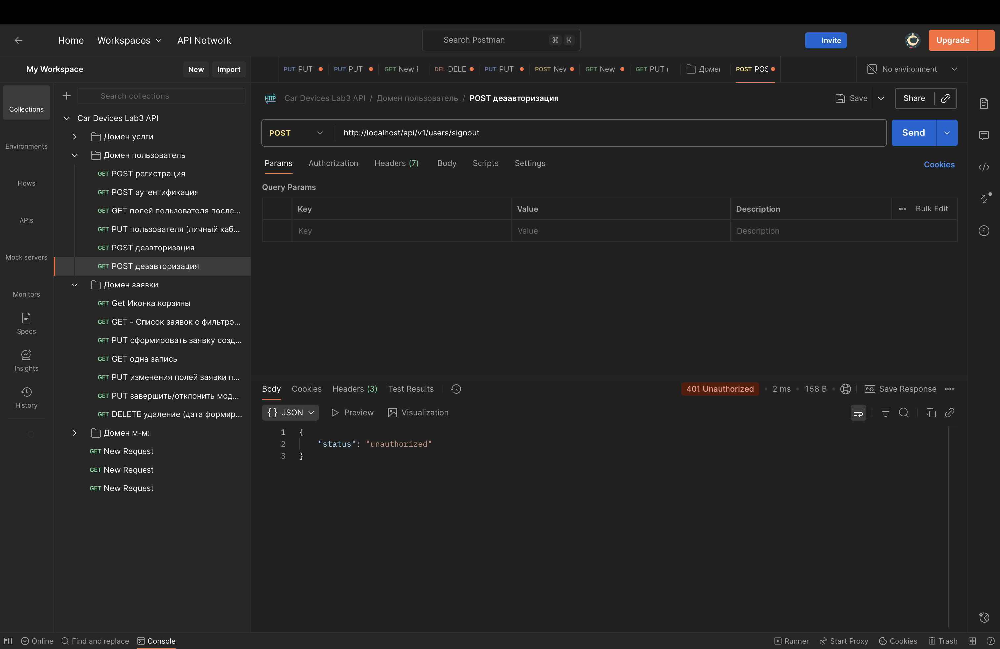 Home Workspaces API Network
Search Postman ⌘ K
Invite Upgrade
My Workspace New Import
PUT PUT PUT PUT GET New DEL DELE PUT PUT POST New GET New GET PUT Домен POST POS No environment
Collections
Environments
Flows
APIs
Mock servers
Monitors
Specs
Insights
History
Search collections
Car Devices Lab3 API
Домен услги
Домен пользователь
GET POST регистрация
GET POST аутентификация
GET GET полей пользователя после...
GET PUT пользователя (личный каб...
GET POST деавторизация
GET POST деаавторизация
Домен заявки
GET Get Иконка корзины
GET GET - Список заявок с фильтро...
GET PUT сформировать заявку созд...
GET GET одна запись
GET PUT изменения полей заявки п...
GET PUT завершить/отклонить мод...
GET DELETE удаление (дата формир...
Домен м-м:
GET New Request
GET New Request
GET New Request
HTTP Car Devices Lab3 API / Домен пользователь / POST деаавторизация
Save Share
POST http://localhost/api/v1/users/signout Send
Params Authorization Headers (7) Body Scripts Settings Cookies
Query Params
Key Value Description Bulk Edit
Key Value Description
Body Cookies Headers (3) Test Results
401 Unauthorized 2 ms 158 B e.g. Save Response
{} JSON Preview Visualization
1 {
2 "status": "unauthorized"
3 }
Online Find and replace Console Runner Start Proxy Cookies Trash